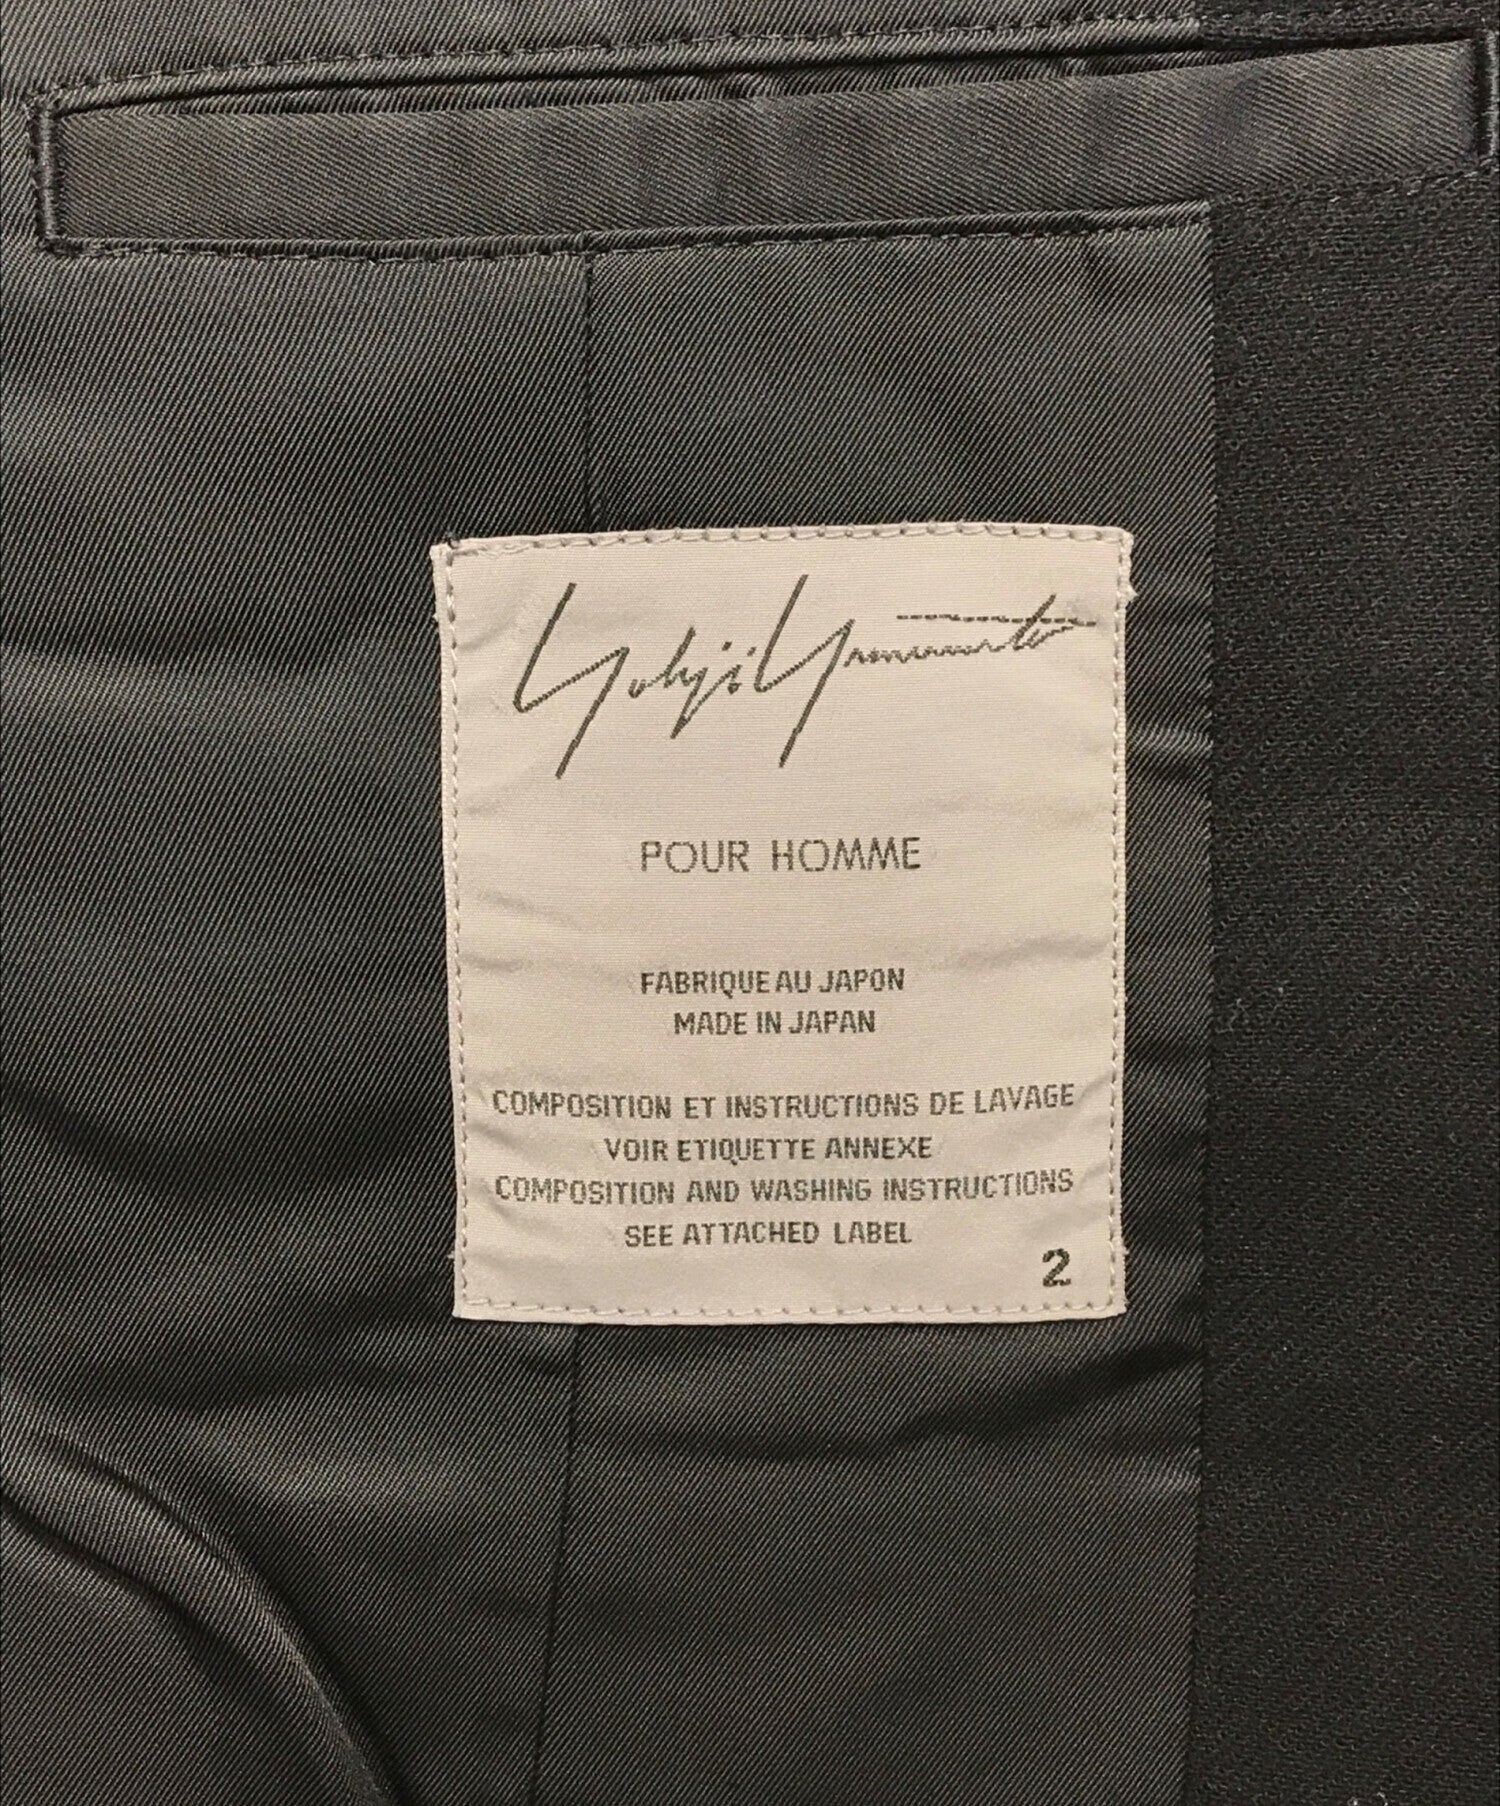 Yohji Yamamoto
POUR HOMME
FABRIQUE AU JAPON
MADE IN JAPAN
COMPOSITION ET INSTRUCTIONS DE LAVAGE
VOIR ETIQUETTE ANNEXE
COMPOSITION AND WASHING INSTRUCTIONS
SEE ATTACHED LABEL
2